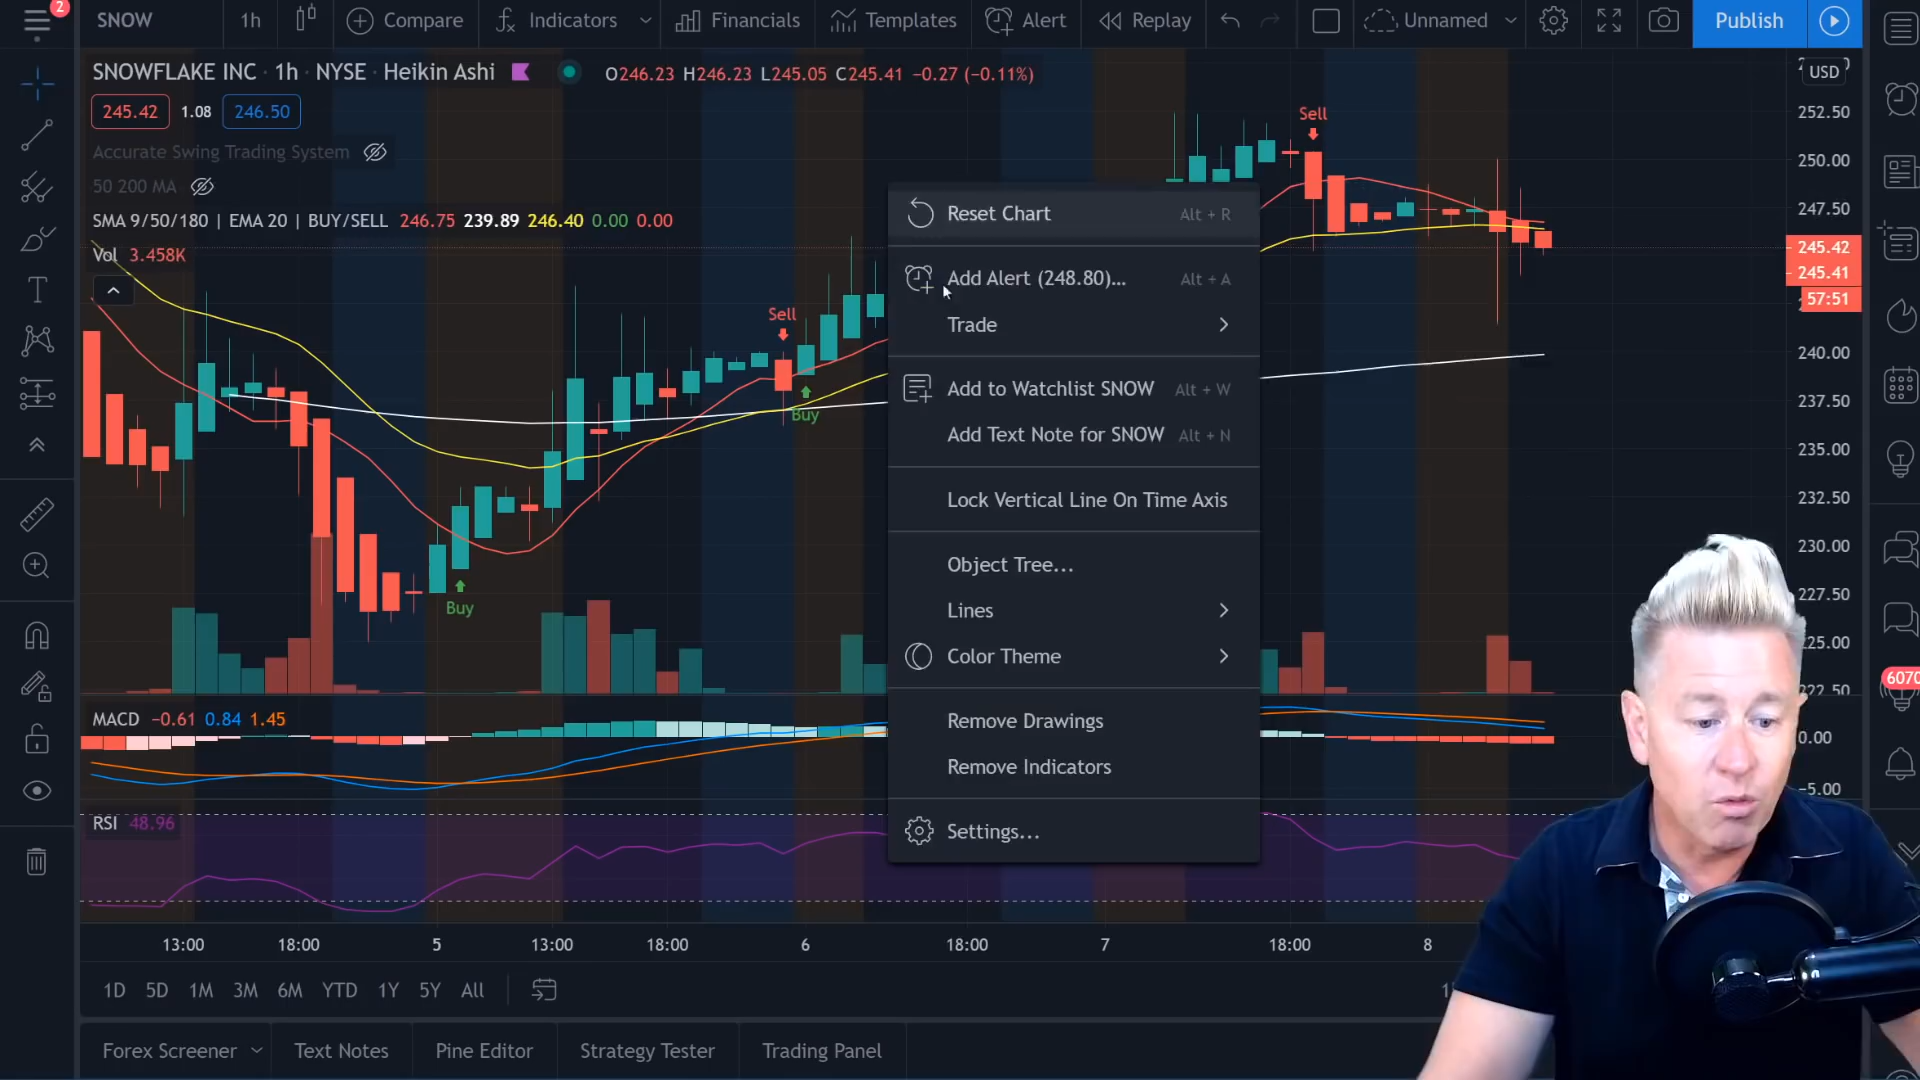 2
SNOW 1h Compare Indicators Financials Templates Alert Replay Unnamed Publish
SNOWFLAKE INC · 1h · NYSE · Heikin Ashi O246.23 H246.23 L245.05 C245.41 −0.27 (−0.11%)
USD
245.42 1.08 246.50
Accurate Swing Trading System
50 200 MA
SMA 9/50/180 | EMA 20 | BUY/SELL 246.75 239.89 246.40 0.00 0.00
Vol 3.458K
Sell
Buy
Sell
Buy
Sell
Reset Chart Alt + R
Add Alert (248.80)... Alt + A
Trade
Add to Watchlist SNOW Alt + W
Add Text Note for SNOW Alt + N
Lock Vertical Line On Time Axis
Object Tree...
Lines
Color Theme
Remove Drawings
Remove Indicators
Settings...
252.50
250.00
247.50
245.42
245.41
57:51
240.00
237.50
235.00
232.50
230.00
227.50
225.00
222.50
6070
MACD −0.61 0.84 1.45
0.00
−5.00
RSI 48.96
13:00 18:00 5 13:00 18:00 6 18:00 7 18:00 8
1D 5D 1M 3M 6M YTD 1Y 5Y All
Forex Screener Text Notes Pine Editor Strategy Tester Trading Panel